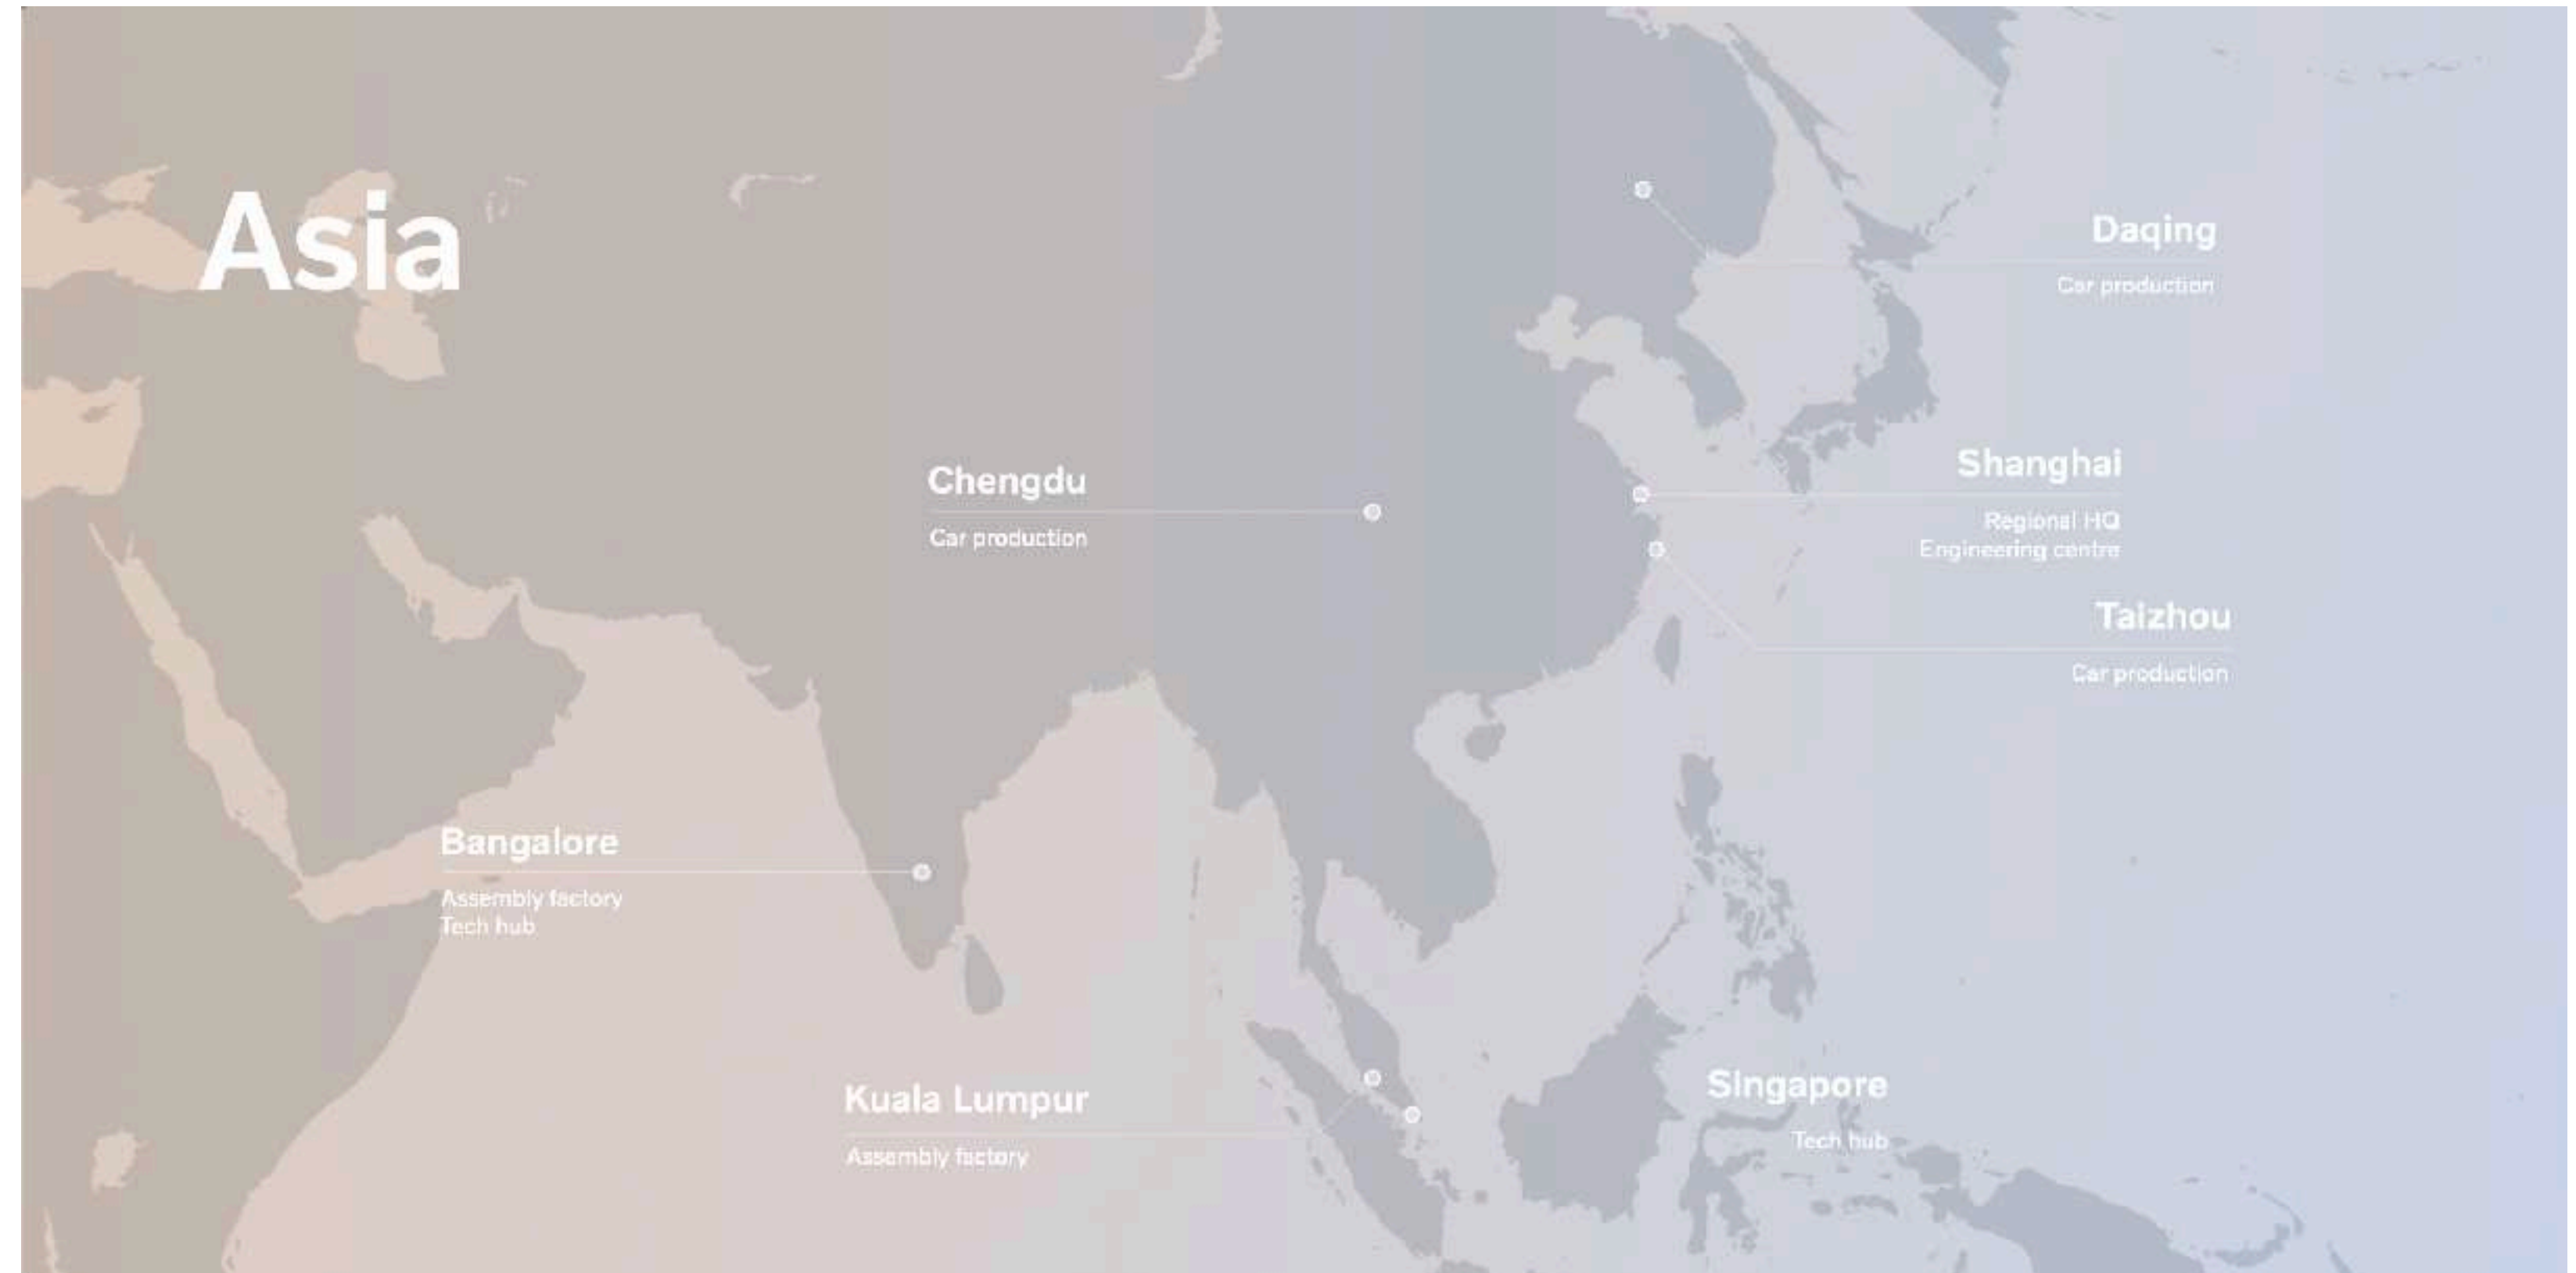 Asia
Daqing
Car production
Chengdu
Car production
Shanghai
Regional HQ
Engineering centre
Taizhou
Car production
Bangalore
Assembly factory
Tech hub
Kuala Lumpur
Assembly factory
Singapore
Tech hub